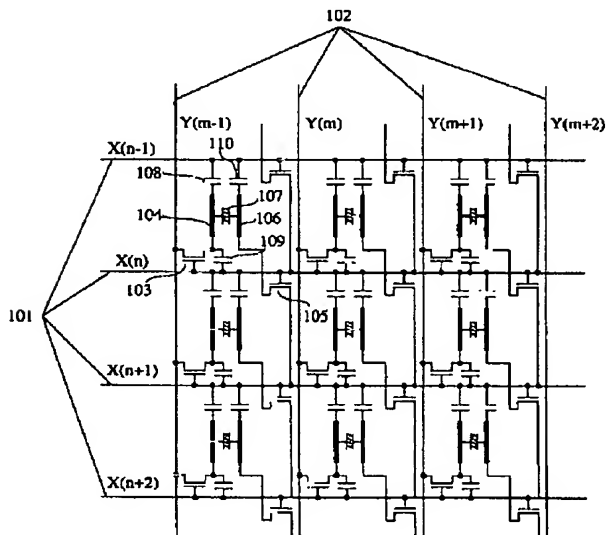 102
Y(m-1) Y(m) Y(m+1) Y(m+2)
X(n-1)
110
108
107
104 106
109
X(n)
103
105
101
X(n+1)
X(n+2)